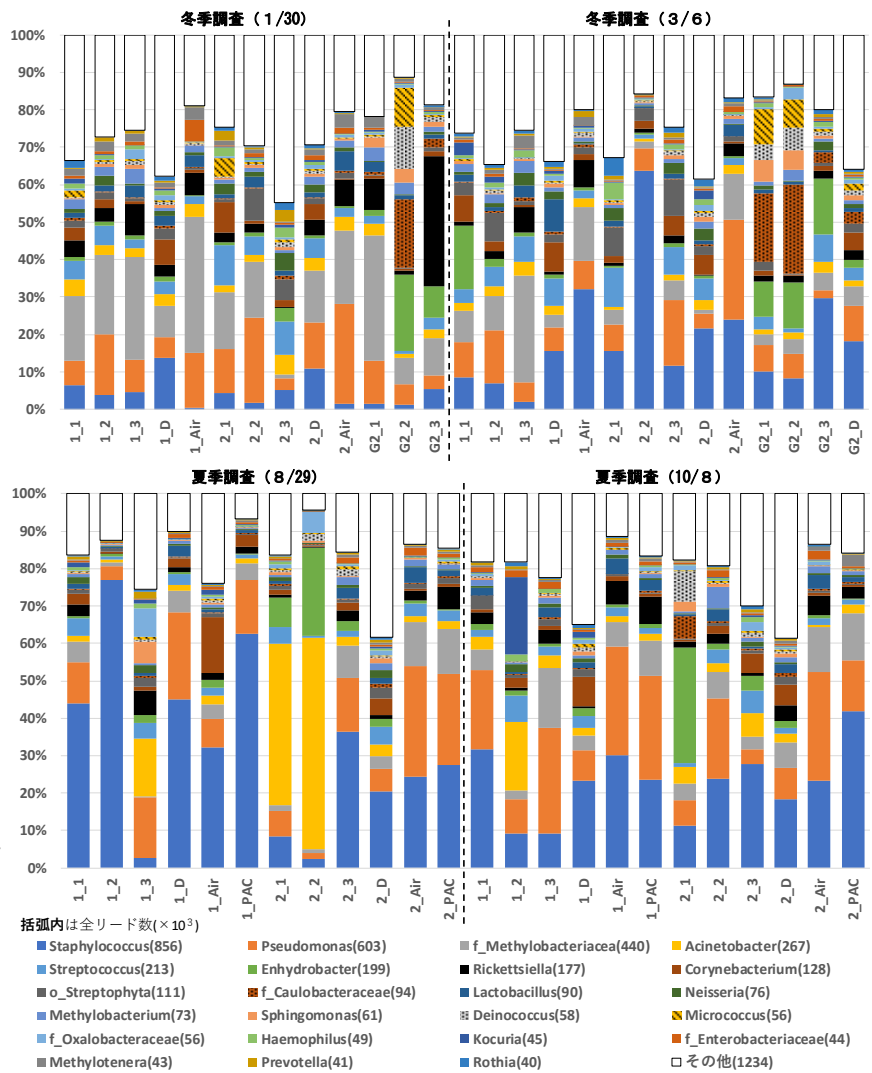 冬季調査(1/30)
冬季調査(3/6)
100%
90%
80%
70%
60%
50%
40%
30%
20%
10%
0%
1_1
1_2
1_3
1_D
1_Air
2_1
2_2
2_3
2_D
2_Air
G2_1
G2_2
G2_3
1_1
1_2
1_3
1_D
1_Air
2_1
2_2
2_3
2_D
2_Air
G2_1
G2_2
G2_3
G2_D
夏季調査(8/29)
夏季調査(10/8)
100%
90%
80%
70%
60%
50%
40%
30%
20%
10%
0%
1_1
1_2
1_3
1_D
1_Air
1_PAC
2_1
2_2
2_3
2_D
2_Air
2_PAC
1_1
1_2
1_3
1_D
1_Air
1_PAC
2_1
2_2
2_3
2_D
2_Air
2_PAC
括弧内は全リード数(×10³)
Staphylococcus(856) Pseudomonas(603) f_Methylobacteriacea(440) Acinetobacter(267)
Streptococcus(213) Enhydrobacter(199) Rickettsiella(177) Corynebacterium(128)
o_Streptophyta(111) f_Caulobacteraceae(94) Lactobacillus(90) Neisseria(76)
Methylobacterium(73) Sphingomonas(61) Deinococcus(58) Micrococcus(56)
f_Oxalobacteraceae(56) Haemophilus(49) Kocuria(45) f_Enterobacteriaceae(44)
Methylotenera(43) Prevotella(41) Rothia(40) その他(1234)